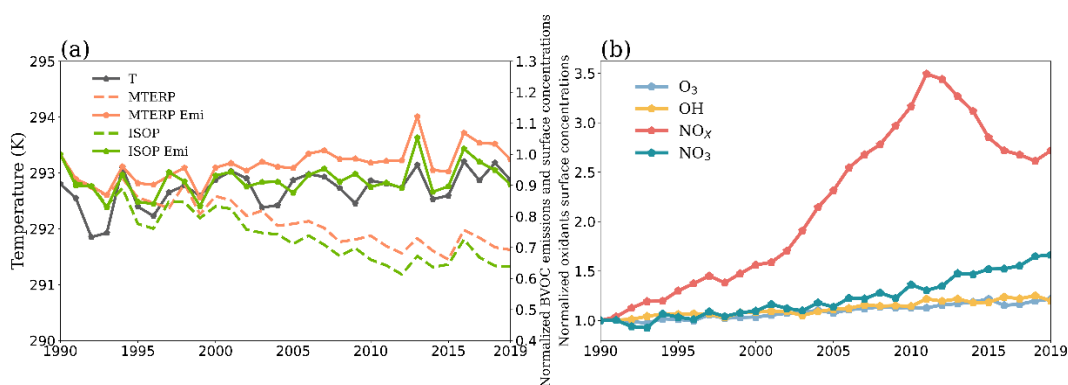 (a)
295
294
293
292
291
290
Temperature (K)
T
MTERP
MTERP Emi
ISOP
ISOP Emi
1990
1995
2000
2005
2010
2015
2019
1.3
1.2
1.1
1.0
0.9
0.8
0.7
0.6
0.5
0.4
Normalized BVOC emissions and surface concentrations
(b)
Normalized oxidants surface concentrations
3.5
3.0
2.5
2.0
1.5
1.0
O₃
OH
NOₓ
NO₃
1990
1995
2000
2005
2010
2015
2019